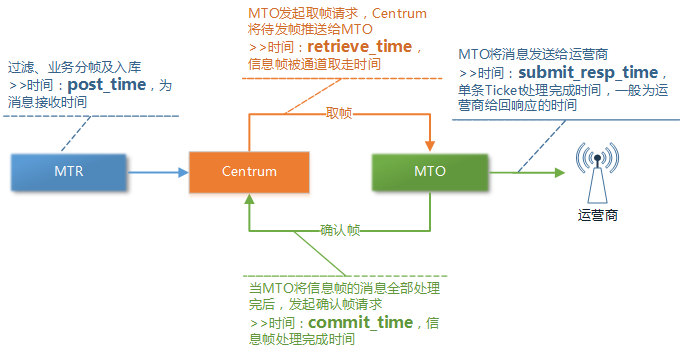 MTO发起取帧请求，Centrum
将待发帧推送给MTO
>>时间：retrieve_time，
信息帧被通道取走时间
过滤、业务分帧及入库
>>时间：post_time，为
消息接收时间
MTO将消息发送给运营商
>>时间：submit_resp_time，
单条Ticket处理完成时间，一般为运
营商给回响应的时间
取帧
MTR
Centrum
MTO
运营商
确认帧
当MTO将信息帧的消息全部处理
完后，发起确认帧请求
>>时间：commit_time，信
息帧处理完成时间